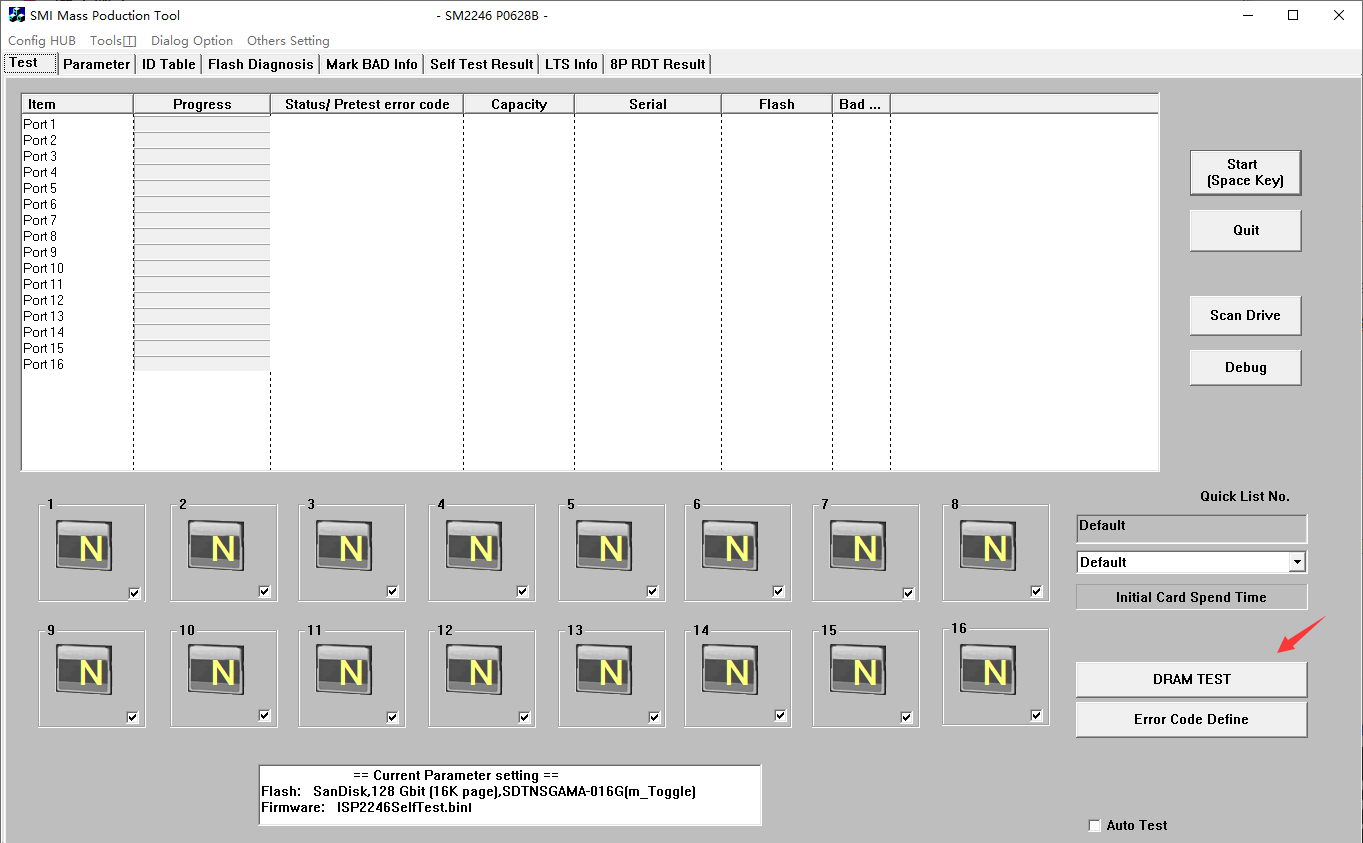 SMI Mass Poduction Tool - SM2246 P0628B -
Config HUB Tools[T] Dialog Option Others Setting
Test Parameter ID Table Flash Diagnosis Mark BAD Info Self Test Result LTS Info 8P RDT Result
Item Progress Status/ Pretest error code Capacity Serial Flash Bad ...
Port 1
Port 2
Port 3
Port 4
Port 5
Port 6
Port 7
Port 8
Port 9
Port 10
Port 11
Port 12
Port 13
Port 14
Port 15
Port 16
Start
(Space Key)
Quit
Scan Drive
Debug
1 2 3 4 5 6 7 8
N N N N N N N N
9 10 11 12 13 14 15 16
N N N N N N N N
Quick List No.
Default
Default
Initial Card Spend Time
DRAM TEST
Error Code Define
== Current Parameter setting ==
Flash: SanDisk,128 Gbit (16K page),SDTNSGAMA-016G(m_Toggle)
Firmware: ISP2246SelfTest.binl
Auto Test